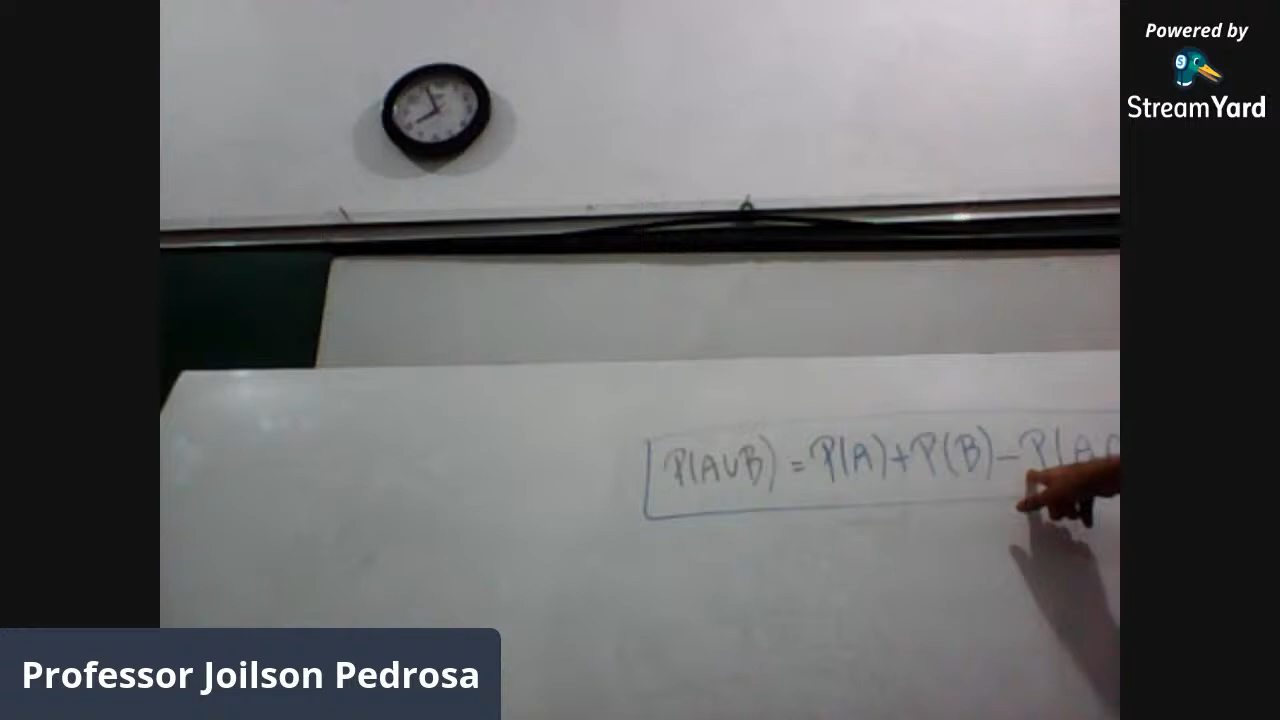 Powered by
StreamYard
P(A∪B) = P(A)+P(B)-P(A∩
Professor Joilson Pedrosa